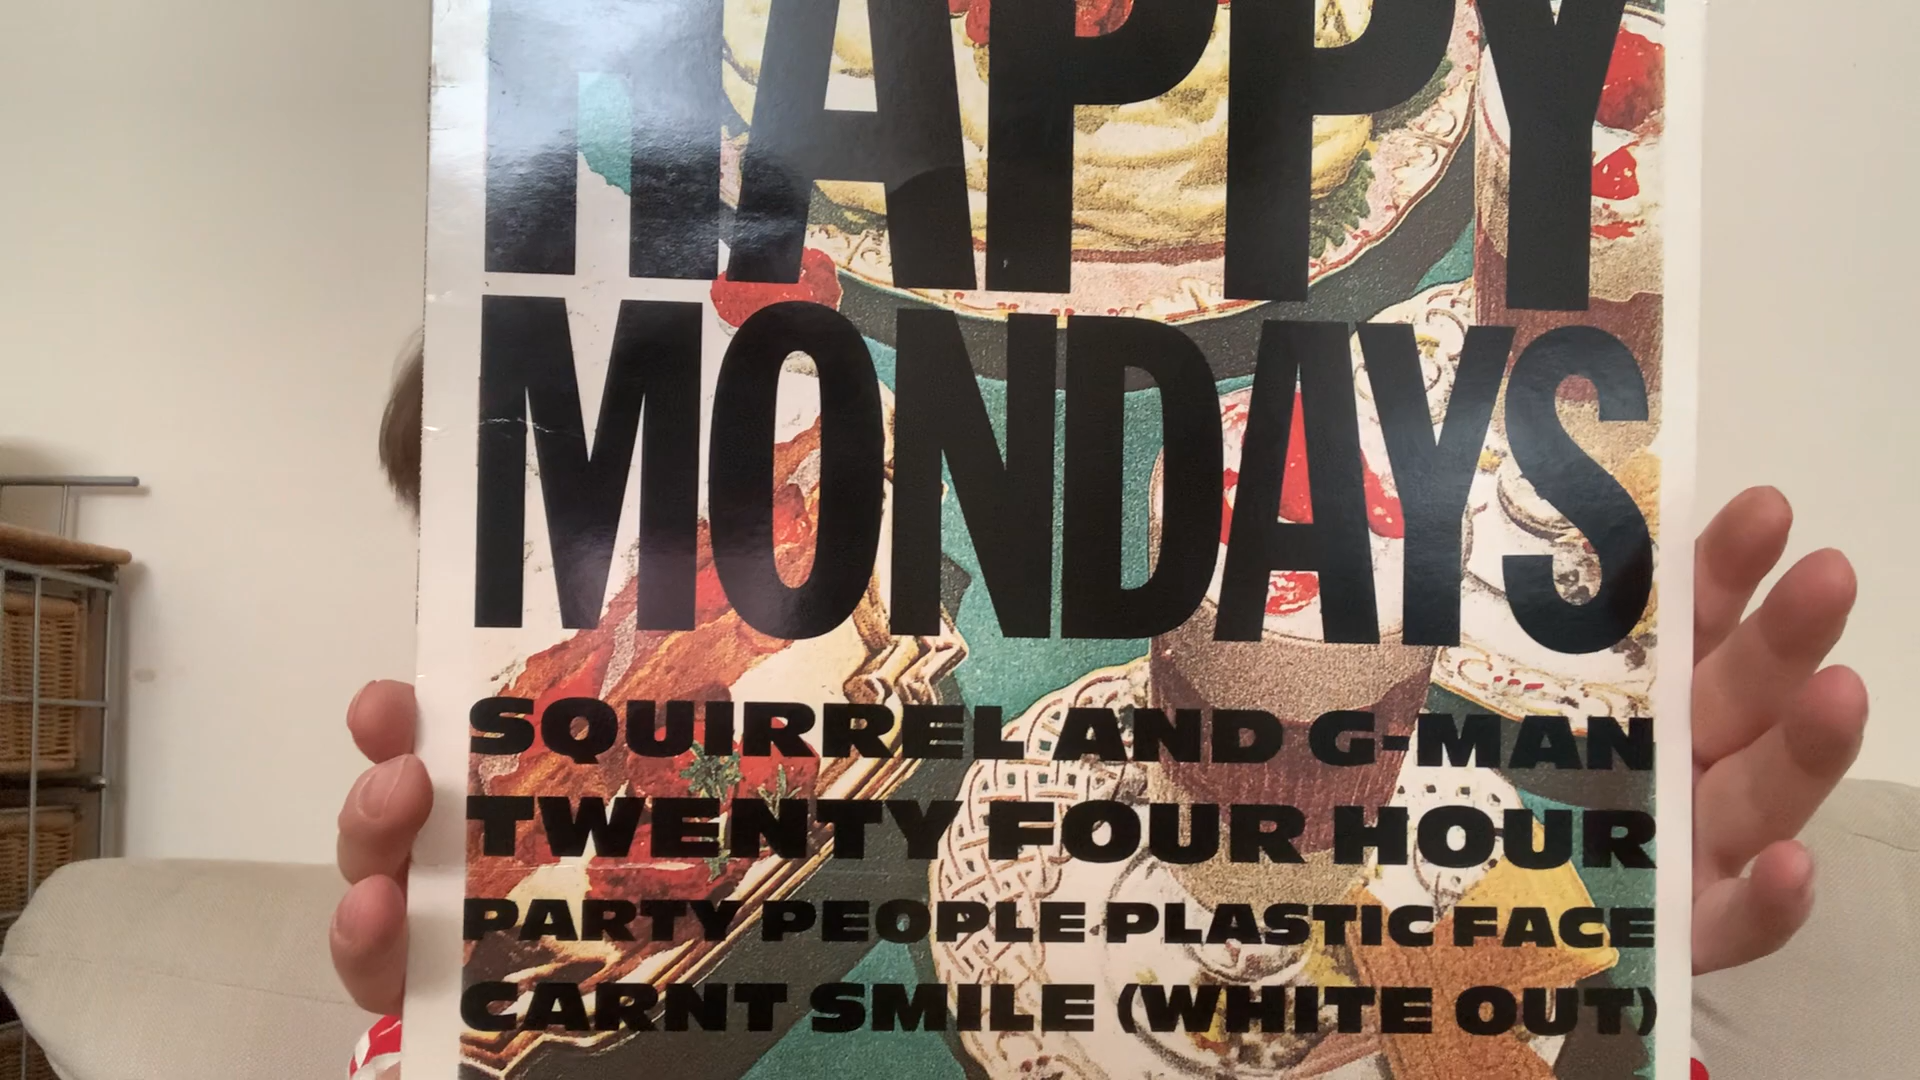 HAPPY
MONDAYS
SQUIRREL AND G-MAN
TWENTY FOUR HOUR
PARTY PEOPLE PLASTIC FACE
CARNT SMILE (WHITE OUT)